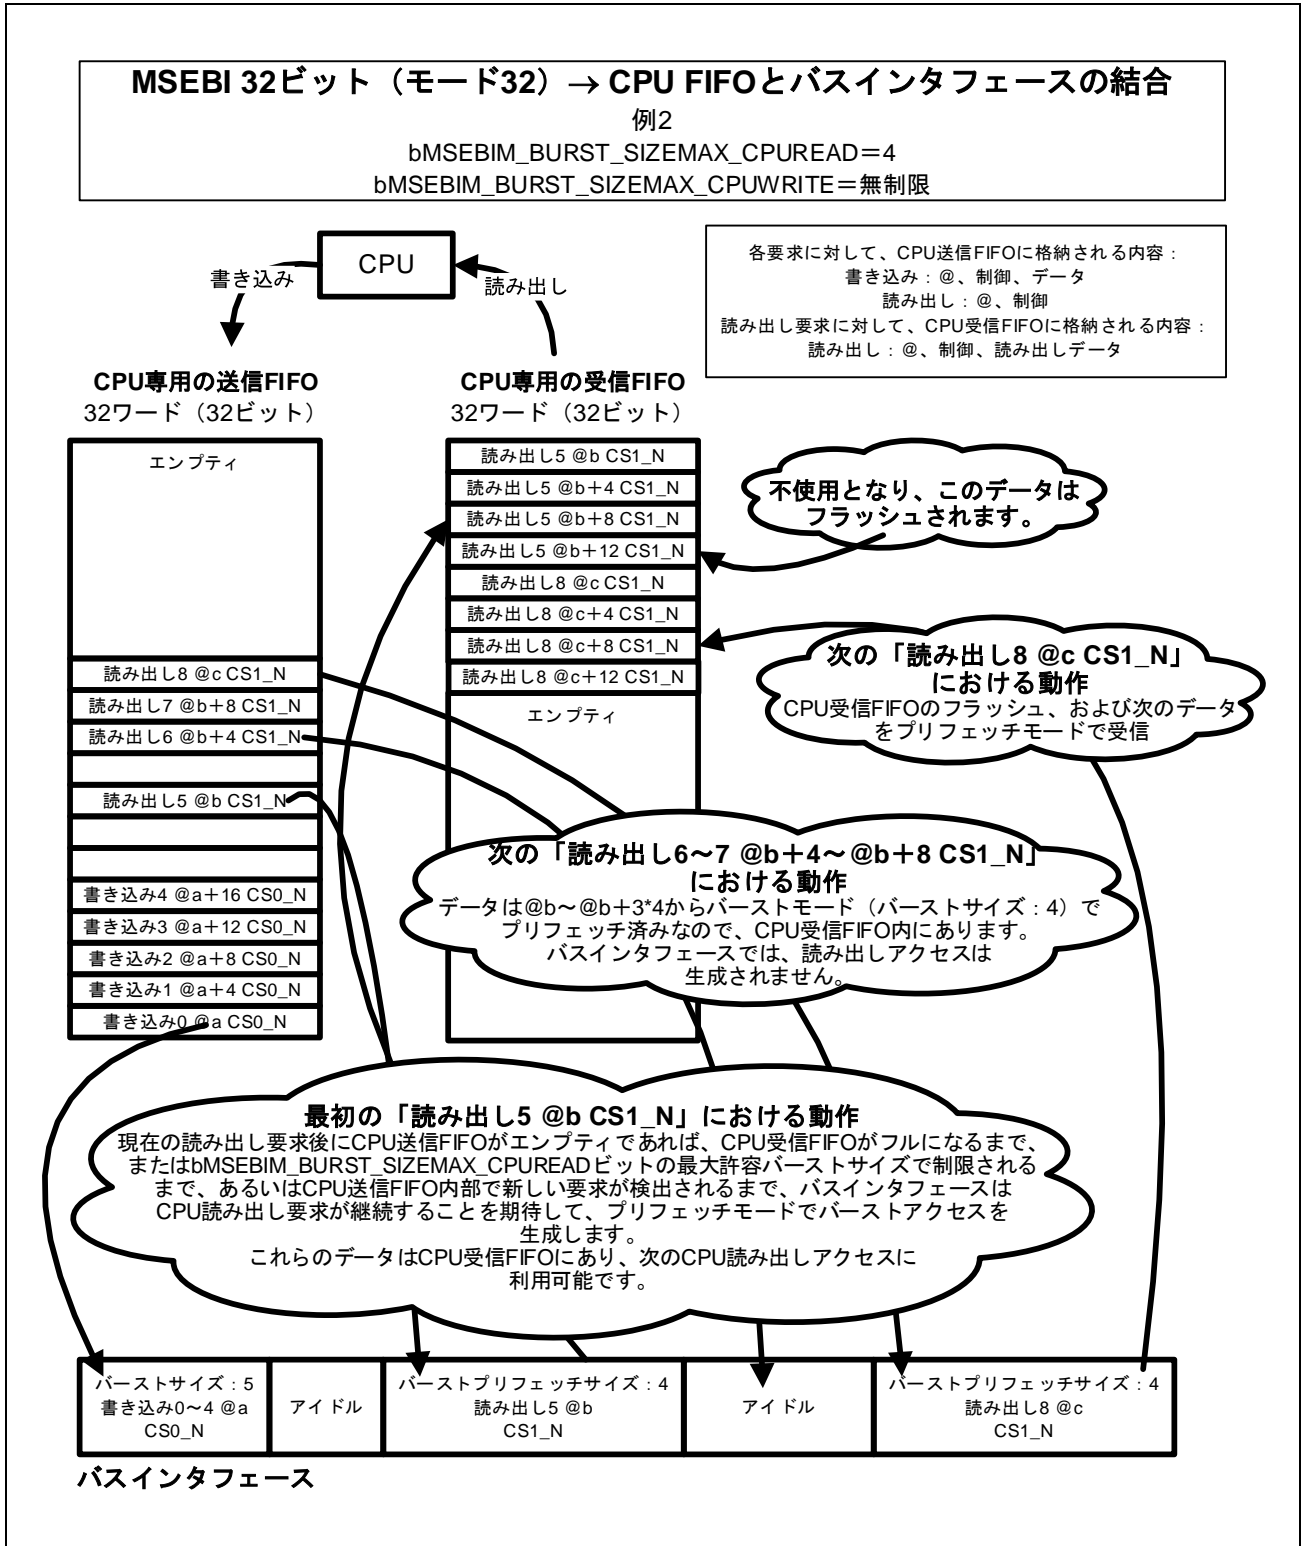 MSEBI 32ビット（モード32）→ CPU FIFOとバスインタフェースの結合
例2
bMSEBIM_BURST_SIZEMAX_CPUREAD＝4
bMSEBIM_BURST_SIZEMAX_CPUWRITE＝無制限
CPU
書き込み
読み出し
各要求に対して、CPU送信FIFOに格納される内容：
書き込み：@、制御、データ
読み出し：@、制御
読み出し要求に対して、CPU受信FIFOに格納される内容：
読み出し：@、制御、読み出しデータ
CPU専用の送信FIFO
32ワード（32ビット）
エンプティ
読み出し8 @c CS1_N
読み出し7 @b＋8 CS1_N
読み出し6 @b＋4 CS1_N
読み出し5 @b CS1_N
書き込み4 @a＋16 CS0_N
書き込み3 @a＋12 CS0_N
書き込み2 @a＋8 CS0_N
書き込み1 @a＋4 CS0_N
書き込み0 @a CS0_N
CPU専用の受信FIFO
32ワード（32ビット）
読み出し5 @b CS1_N
読み出し5 @b＋4 CS1_N
読み出し5 @b＋8 CS1_N
読み出し5 @b＋12 CS1_N
読み出し8 @c CS1_N
読み出し8 @c＋4 CS1_N
読み出し8 @c＋8 CS1_N
読み出し8 @c＋12 CS1_N
エンプティ
不使用となり、このデータは
フラッシュされます。
次の「読み出し8 @c CS1_N」
における動作
CPU受信FIFOのフラッシュ、および次のデータ
をプリフェッチモードで受信
次の「読み出し6～7 @b＋4～@b＋8 CS1_N」
における動作
データは@b～@b＋3*4からバーストモード（バーストサイズ：4）で
プリフェッチ済みなので、CPU受信FIFO内にあります。
バスインタフェースでは、読み出しアクセスは
生成されません。
最初の「読み出し5 @b CS1_N」における動作
現在の読み出し要求後にCPU送信FIFOがエンプティであれば、CPU受信FIFOがフルになるまで、
またはbMSEBIM_BURST_SIZEMAX_CPUREADビットの最大許容バーストサイズで制限される
まで、あるいはCPU送信FIFO内部で新しい要求が検出されるまで、バスインタフェースは
CPU読み出し要求が継続することを期待して、プリフェッチモードでバーストアクセスを
生成します。
これらのデータはCPU受信FIFOにあり、次のCPU読み出しアクセスに
利用可能です。
バーストサイズ：5
書き込み0～4 @a
CS0_N
アイドル
バーストプリフェッチサイズ：4
読み出し5 @b
CS1_N
アイドル
バーストプリフェッチサイズ：4
読み出し8 @c
CS1_N
バスインタフェース